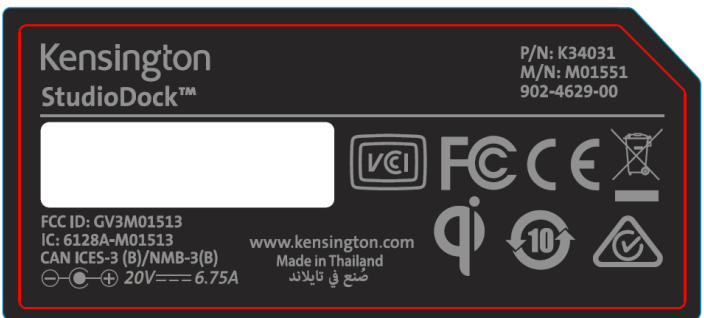 Kensington
StudioDock™
P/N: K34031
M/N: M01551
902-4629-00
VCI
FC CE
FCC ID: GV3M01513
IC: 6128A-M01513
CAN ICES-3 (B)/NMB-3(B)
20V 6.75A
www.kensington.com
Made in Thailand
صُنع في تايلاند
qi
10